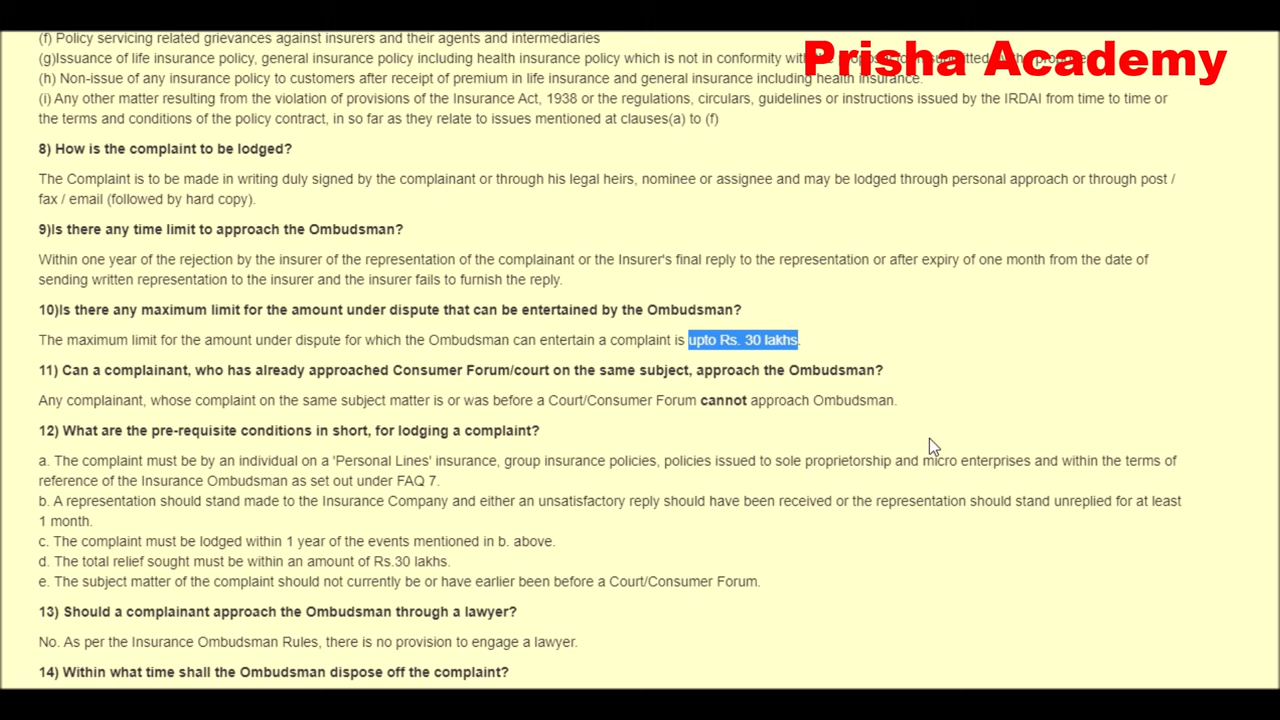 (f) Policy servicing related grievances against insurers and their agents and intermediaries
Prisha Academy
(g)Issuance of life insurance policy, general insurance policy including health insurance policy which is not in conformity
(h) Non-issue of any insurance policy to customers after receipt of premium in life insurance and general insurance including health insurance.
(i) Any other matter resulting from the violation of provisions of the Insurance Act, 1938 or the regulations, circulars, guidelines or instructions issued by the IRDAI from time to time or
the terms and conditions of the policy contract, in so far as they relate to issues mentioned at clauses(a) to (f)
8) How is the complaint to be lodged?
The Complaint is to be made in writing duly signed by the complainant or through his legal heirs, nominee or assignee and may be lodged through personal approach or through post /
fax / email (followed by hard copy).
9)Is there any time limit to approach the Ombudsman?
Within one year of the rejection by the insurer of the representation of the complainant or the Insurer's final reply to the representation or after expiry of one month from the date of
sending written representation to the insurer and the insurer fails to furnish the reply.
10)Is there any maximum limit for the amount under dispute that can be entertained by the Ombudsman?
The maximum limit for the amount under dispute for which the Ombudsman can entertain a complaint is upto Rs. 30 lakhs.
11) Can a complainant, who has already approached Consumer Forum/court on the same subject, approach the Ombudsman?
Any complainant, whose complaint on the same subject matter is or was before a Court/Consumer Forum cannot approach Ombudsman.
12) What are the pre-requisite conditions in short, for lodging a complaint?
a. The complaint must be by an individual on a 'Personal Lines' insurance, group insurance policies, policies issued to sole proprietorship and micro enterprises and within the terms of
reference of the Insurance Ombudsman as set out under FAQ 7.
b. A representation should stand made to the Insurance Company and either an unsatisfactory reply should have been received or the representation should stand unreplied for at least
1 month.
c. The complaint must be lodged within 1 year of the events mentioned in b. above.
d. The total relief sought must be within an amount of Rs.30 lakhs.
e. The subject matter of the complaint should not currently be or have earlier been before a Court/Consumer Forum.
13) Should a complainant approach the Ombudsman through a lawyer?
No. As per the Insurance Ombudsman Rules, there is no provision to engage a lawyer.
14) Within what time shall the Ombudsman dispose off the complaint?